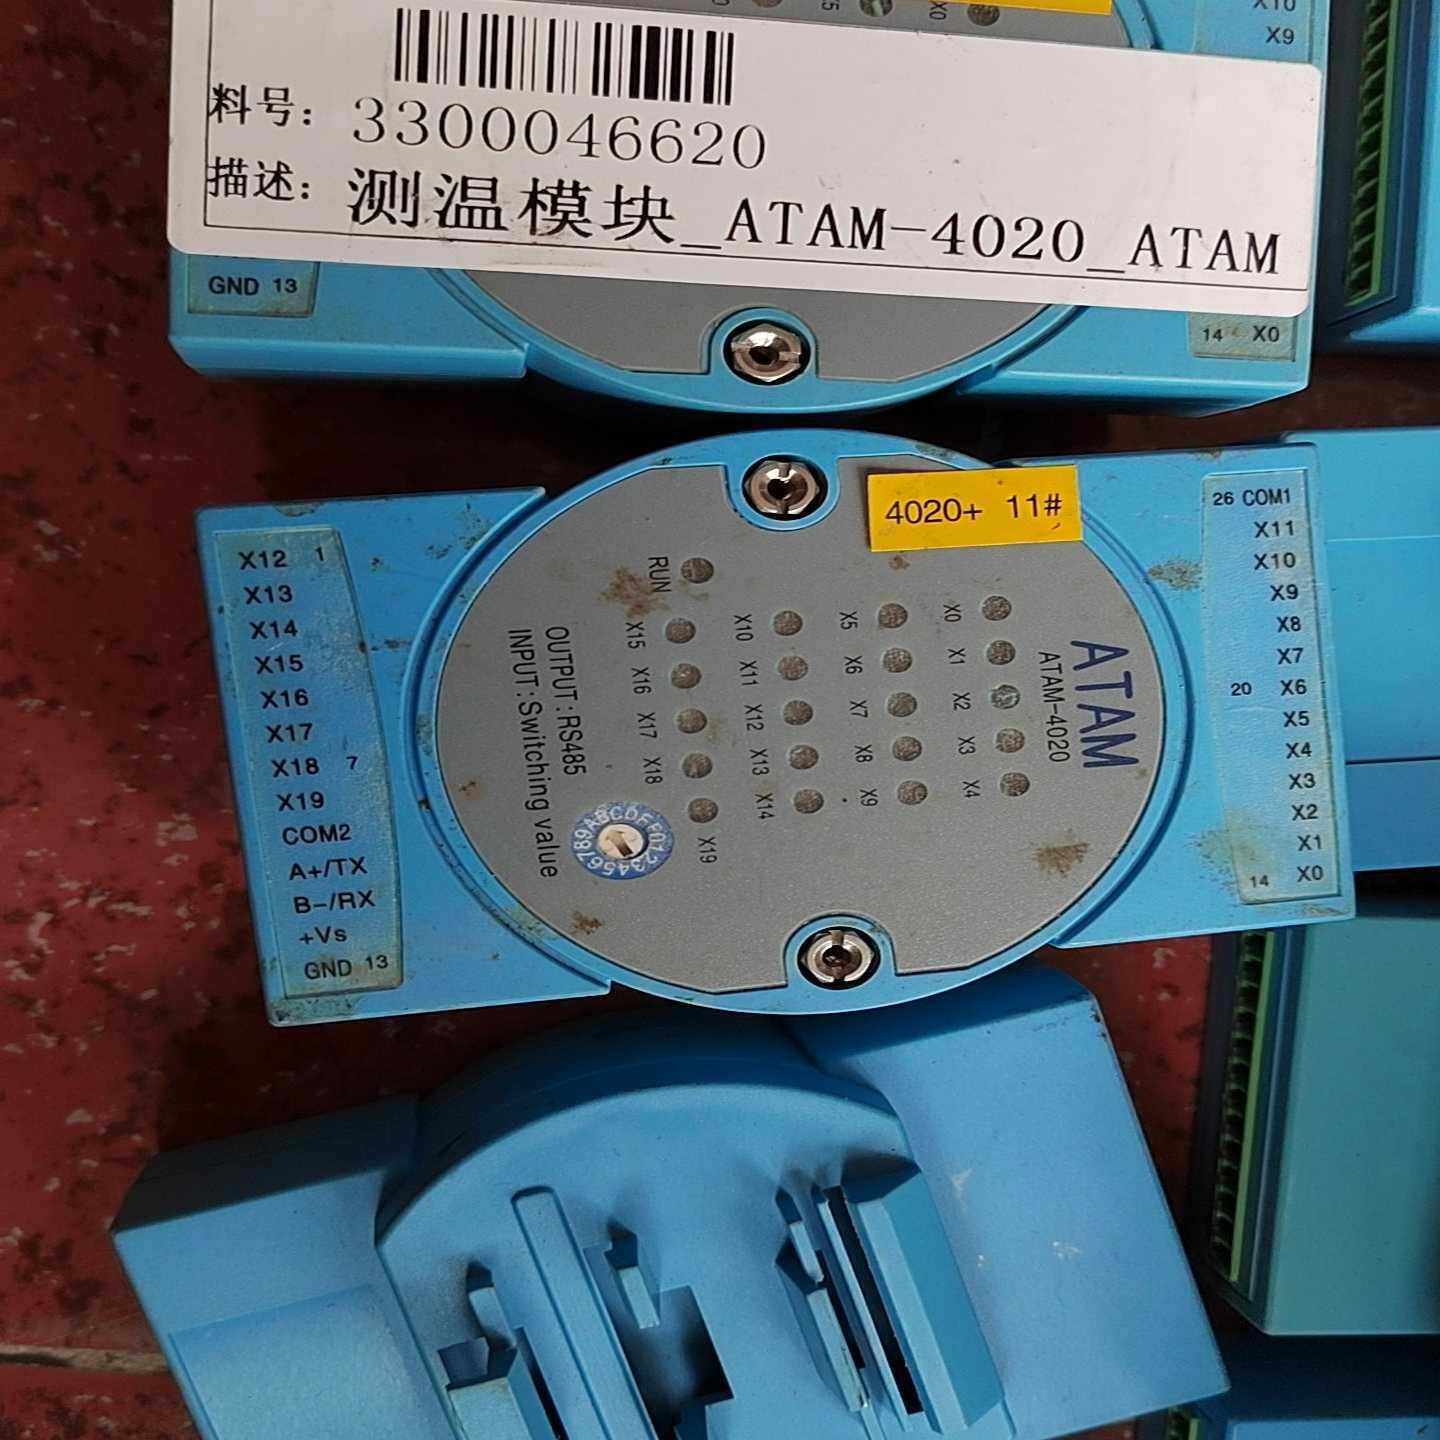 X5
X0
X10
X9
料号: 3300046620
描述: 测温模块_ATAM-4020_ATAM
GND 13
14 X0
4020+ 11#
X12 1
X13
X14
X15
X16
X17
X18 7
X19
COM2
A+/TX
B-/RX
+Vs
GND 13
ATAM
ATAM-4020
X0 X1 X2 X3 X4
X5 X6 X7 X8 X9
X10 X11 X12 X13 X14
RUN X15 X16 X17 X18 X19
OUTPUT:RS485
INPUT:Switching value
0123456789ABCDEF
26 COM1
X11
X10
X9
X8
X7
20 X6
X5
X4
X3
X2
X1
14 X0